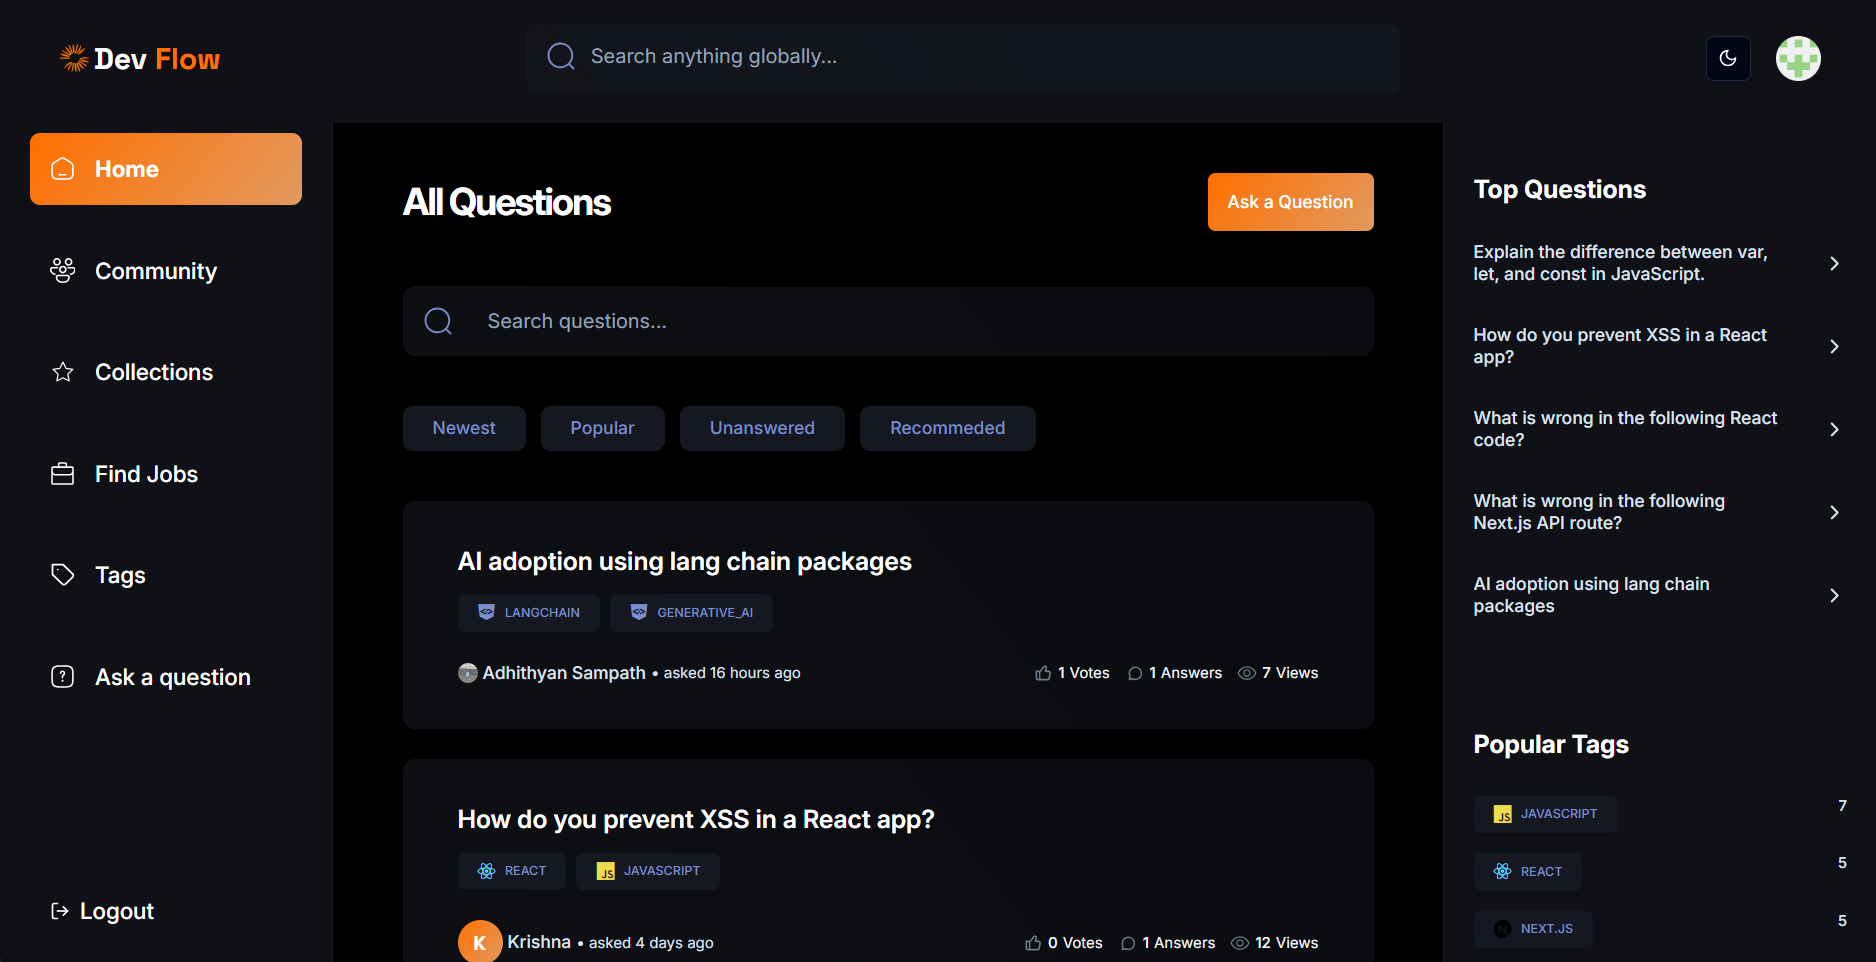 Dev Flow
Search anything globally...
Home
Community
Collections
Find Jobs
Tags
Ask a question
Logout
All Questions
Ask a Question
Search questions...
Newest
Popular
Unanswered
Recommeded
AI adoption using lang chain packages
LANGCHAIN
GENERATIVE_AI
Adhithyan Sampath • asked 16 hours ago
1 Votes
1 Answers
7 Views
How do you prevent XSS in a React app?
REACT
JS JAVASCRIPT
K Krishna • asked 4 days ago
0 Votes
1 Answers
12 Views
Top Questions
Explain the difference between var,
let, and const in JavaScript.
How do you prevent XSS in a React
app?
What is wrong in the following React
code?
What is wrong in the following
Next.js API route?
AI adoption using lang chain
packages
Popular Tags
JS JAVASCRIPT 7
REACT 5
N NEXT.JS 5